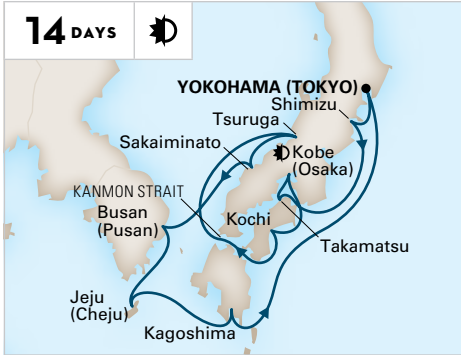 14 DAYS
YOKOHAMA (TOKYO)
Shimizu
Tsuruga
Sakaiminato
Kobe
(Osaka)
KANMON STRAIT
Busan
(Pusan)
Kochi
Takamatsu
Jeju
(Cheju)
Kagoshima